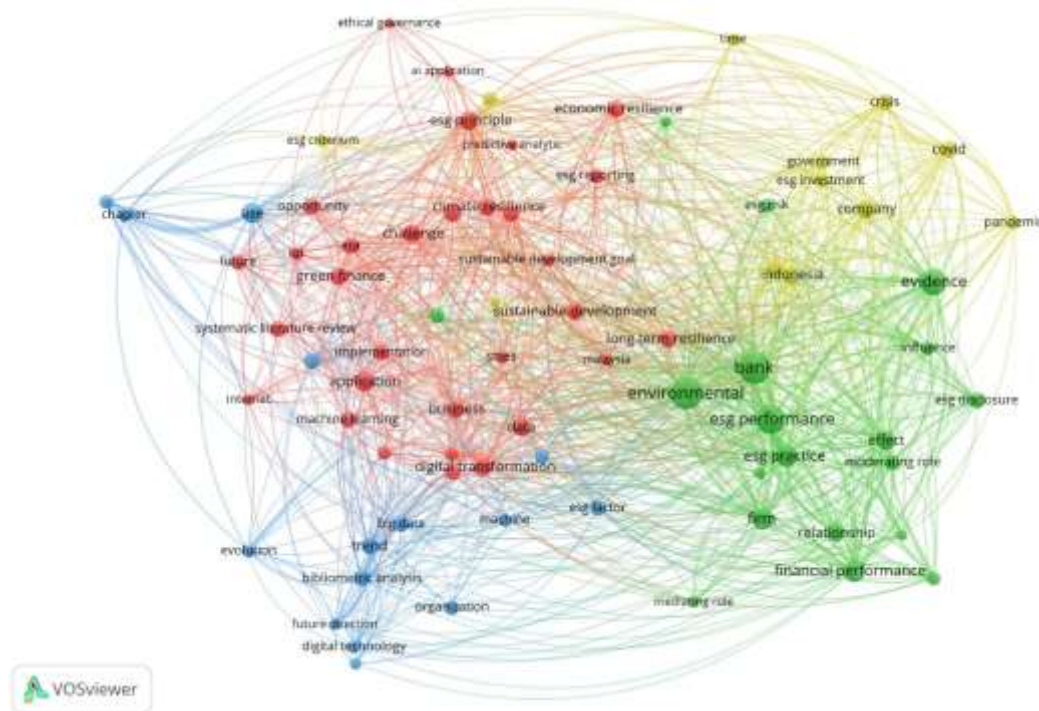 ethical governance
time
ai application
crisis
economic resilience
esg principle
esg criterium
predictive analytic
covid
government
esg reporting
esg investment
chapter
use
opportunity
climate resilience
esg risk
company
pandemic
challenge
era
future
iot
sustainable development goal
green finance
indonesia
evidence
sustainable development
systematic literature review
long-term resilience
influence
implementation
smes
malaysia
bank
application
environmental
internet
esg disclosure
business
machine learning
esg performance
data
effect
digital transformation
esg practice
moderating role
esg factor
big data
machine
firm
relationship
trend
evolution
financial performance
bibliometric analysis
organization
mediating role
future direction
digital technology
VOSviewer